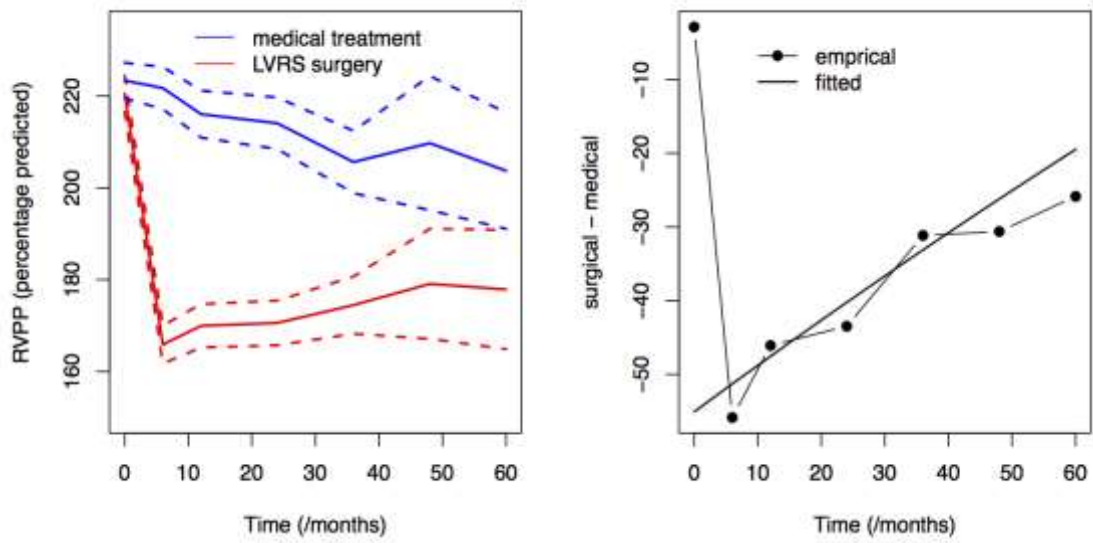 medical treatment
LVRS surgery
RVPP (percentage predicted)
220
200
180
160
0 10 20 30 40 50 60
Time (/months)
emprical
fitted
surgical – medical
−10
−20
−30
−40
−50
0 10 20 30 40 50 60
Time (/months)